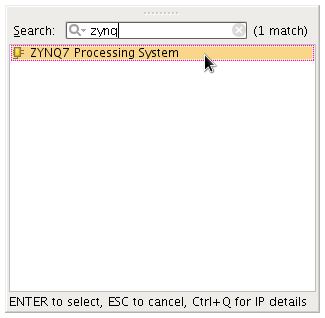 Search: zynq (1 match)
ZYNQ7 Processing System
ENTER to select, ESC to cancel, Ctrl+Q for IP details